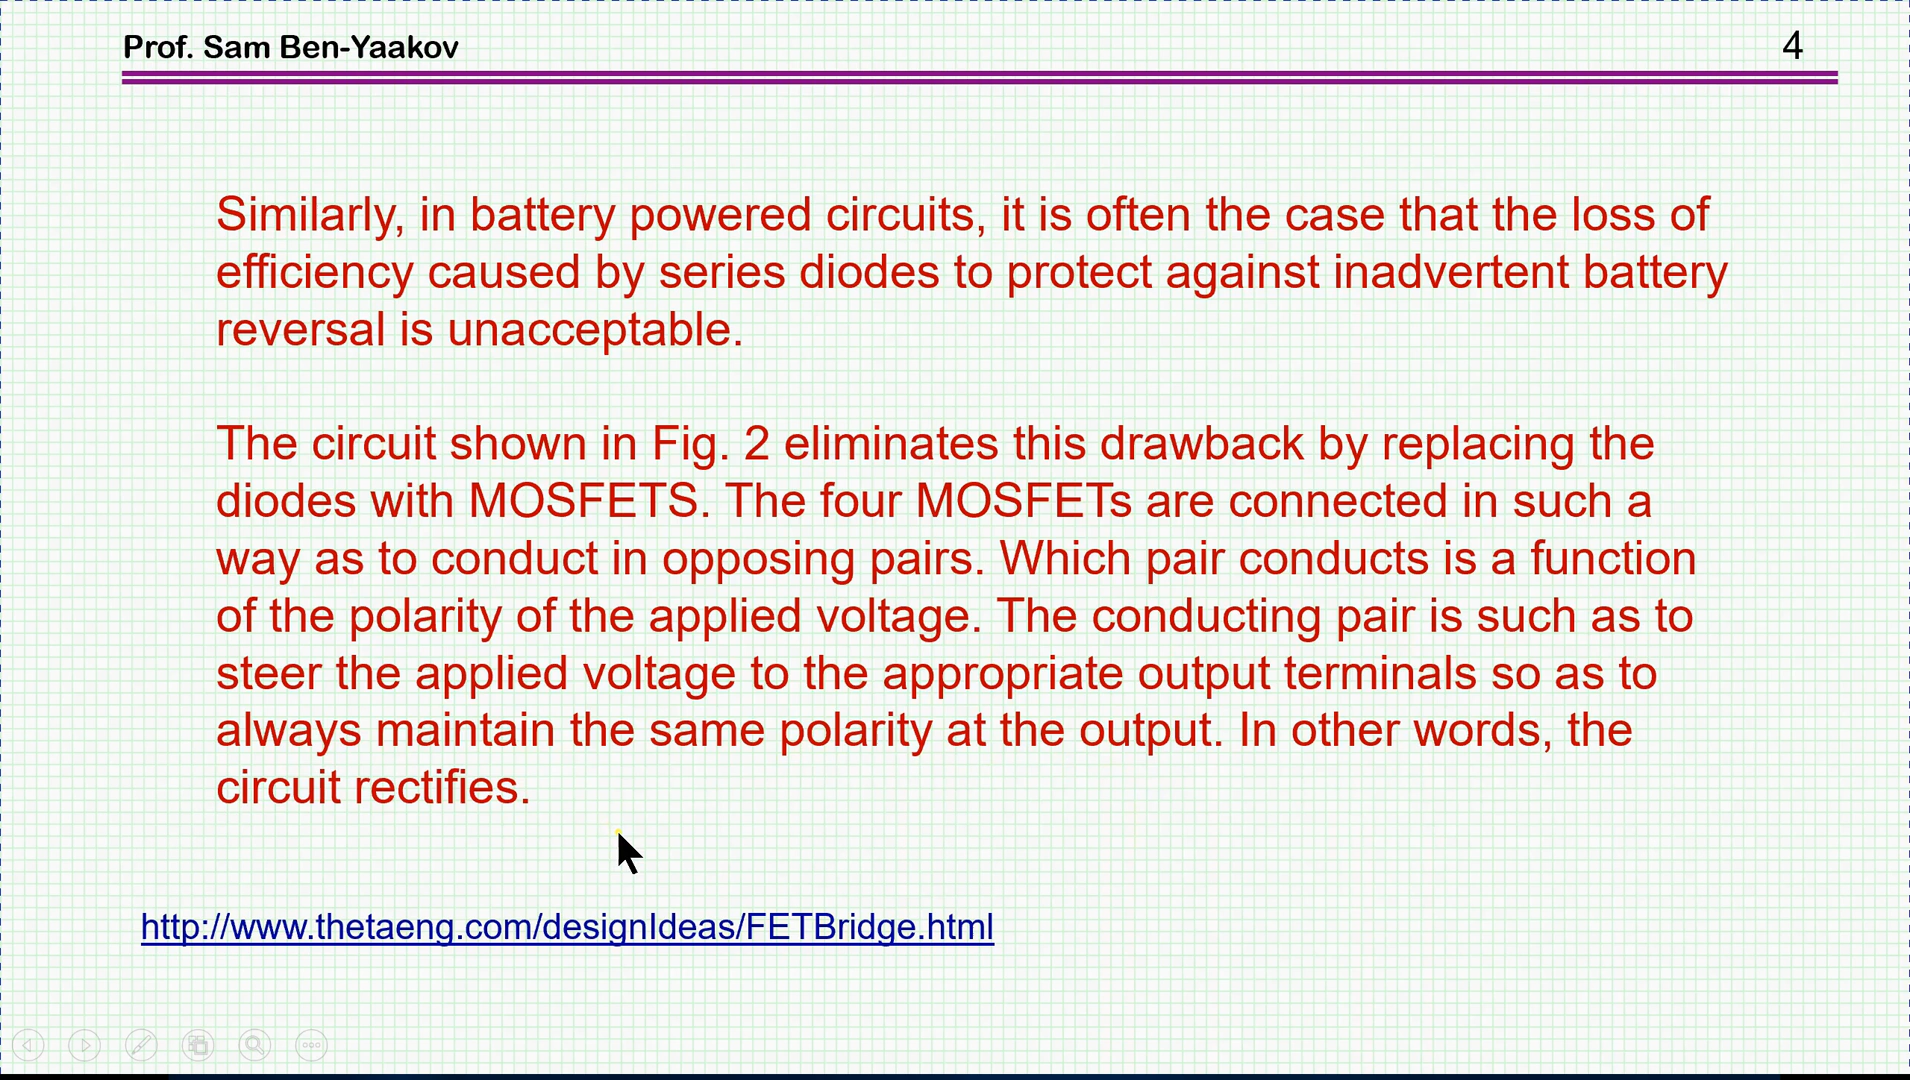 Prof. Sam Ben-Yaakov
4
Similarly, in battery powered circuits, it is often the case that the loss of
efficiency caused by series diodes to protect against inadvertent battery
reversal is unacceptable.
The circuit shown in Fig. 2 eliminates this drawback by replacing the
diodes with MOSFETS. The four MOSFETs are connected in such a
way as to conduct in opposing pairs. Which pair conducts is a function
of the polarity of the applied voltage. The conducting pair is such as to
steer the applied voltage to the appropriate output terminals so as to
always maintain the same polarity at the output. In other words, the
circuit rectifies.
http://www.thetaeng.com/designIdeas/FETBridge.html